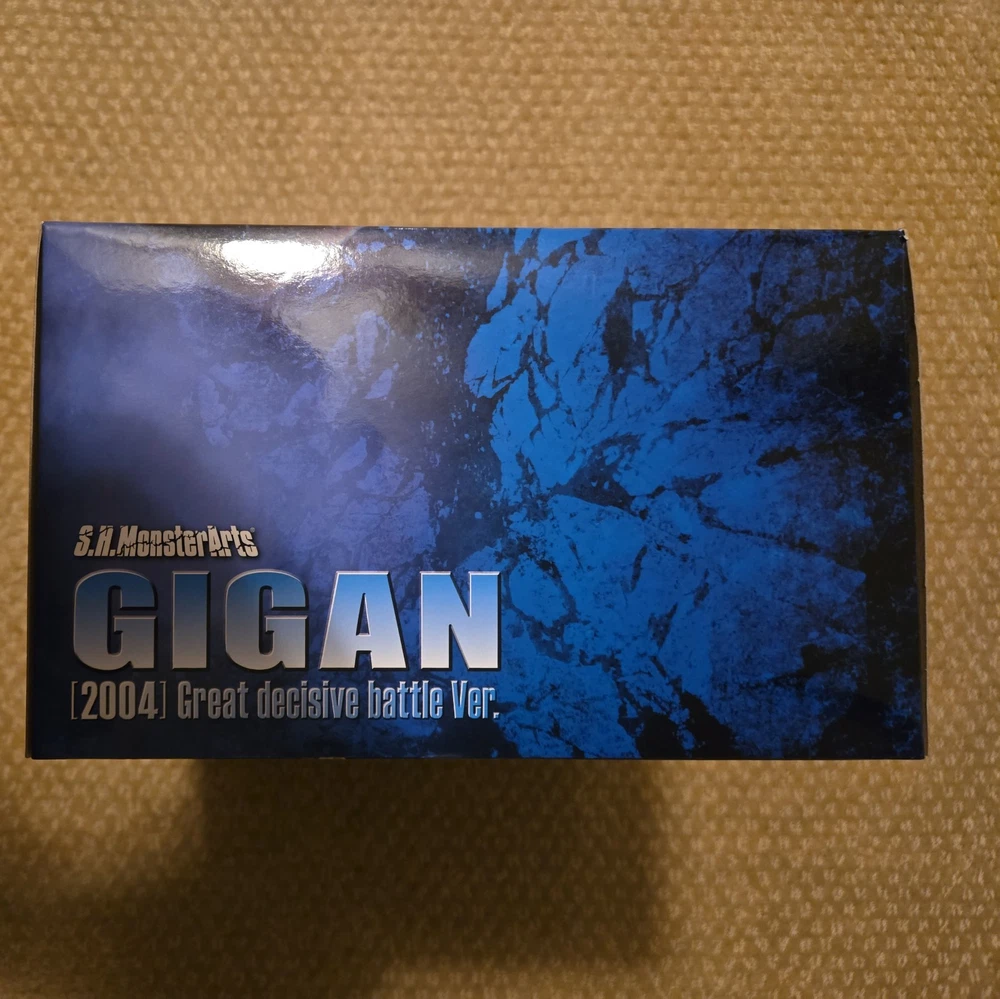 S.H.MonsterArts
GIGAN
[2004] Great decisive battle Ver.